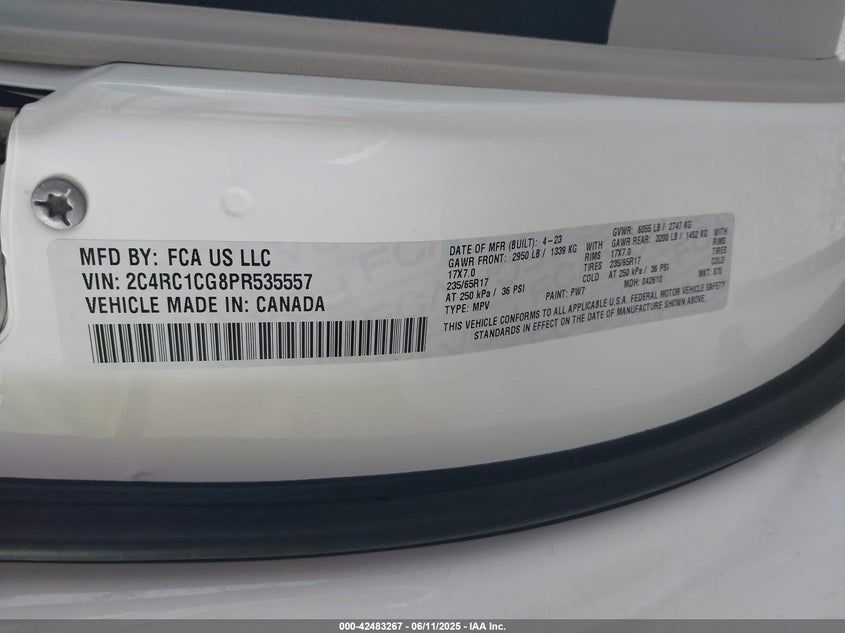 MFD BY: FCA US LLC
VIN: 2C4RC1CG8PR535557
VEHICLE MADE IN: CANADA
DATE OF MFR (BUILT): 4-23 GVWR: 6055 LB / 2747 KG
GAWR FRONT: 2950 LB / 1339 KG WITH GAWR REAR: 3200 LB / 1452 KG WITH
17X7.0 RIMS 17X7.0 RIMS
235/65R17 TIRES 235/65R17 TIRES
AT 250 kPa / 36 PSI COLD AT 250 kPa / 36 PSI COLD
TYPE: MPV PAINT: PW7 MDH: 042610 MKT: 675
THIS VEHICLE CONFORMS TO ALL APPLICABLE U.S.A. FEDERAL MOTOR VEHICLE SAFETY
STANDARDS IN EFFECT ON THE DATE OF MANUFACTURE SHOWN ABOVE.
000-42483267 - 06/11/2025 - IAA Inc.